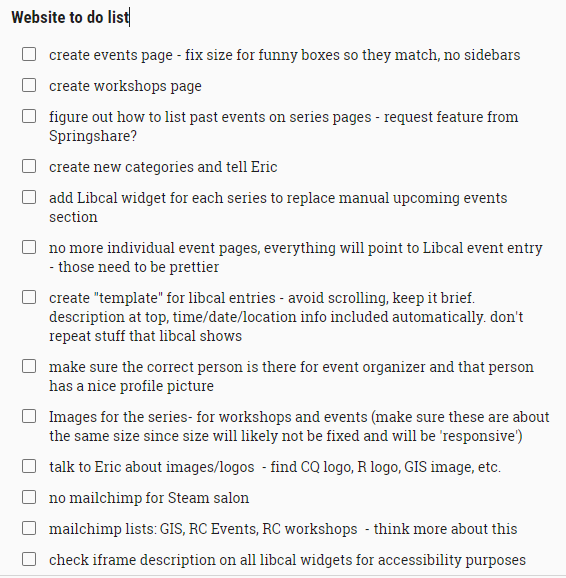 Website to do list
create events page - fix size for funny boxes so they match, no sidebars
create workshops page
figure out how to list past events on series pages - request feature from
Springshare?
create new categories and tell Eric
add Libcal widget for each series to replace manual upcoming events
section
no more individual event pages, everything will point to Libcal event entry
- those need to be prettier
create "template" for libcal entries - avoid scrolling, keep it brief.
description at top, time/date/location info included automatically. don't
repeat stuff that libcal shows
make sure the correct person is there for event organizer and that person
has a nice profile picture
Images for the series- for workshops and events (make sure these are about
the same size since size will likely not be fixed and will be 'responsive')
talk to Eric about images/logos  - find CQ logo, R logo, GIS image, etc.
no mailchimp for Steam salon
mailchimp lists: GIS, RC Events, RC workshops  - think more about this
check iframe description on all libcal widgets for accessibility purposes